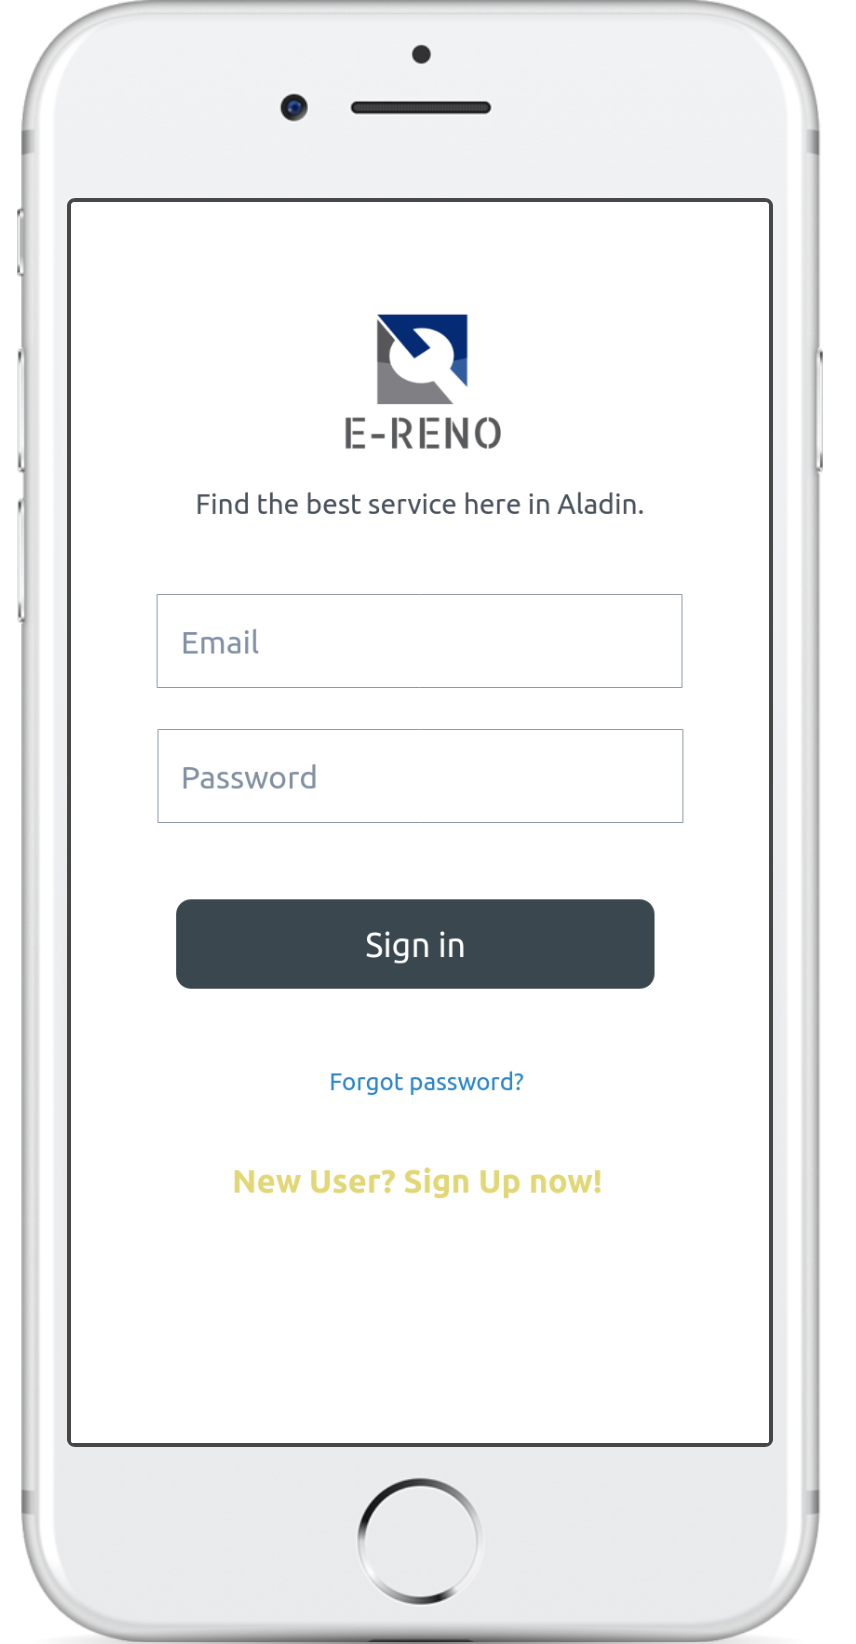 E-RENO
Find the best service here in Aladin.
Email
Password
Sign in
Forgot password?
New User? Sign Up now!